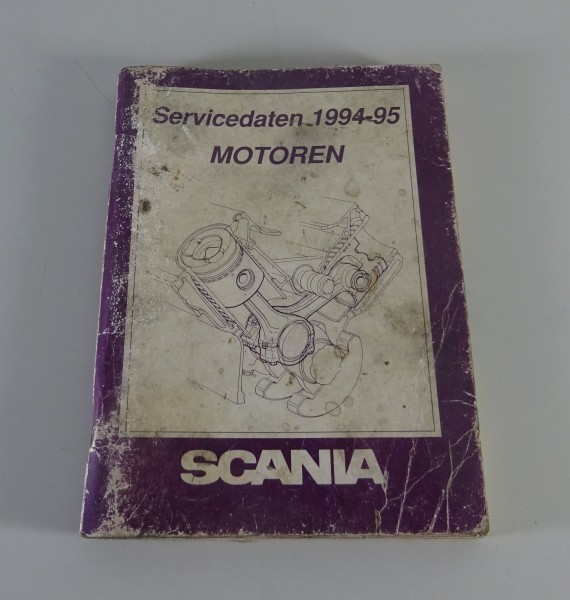 Servicedaten 1994-95
MOTOREN
SCANIA